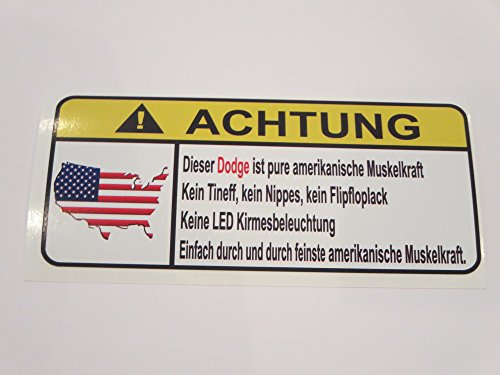 ACHTUNG
Dieser Dodge ist pure amerikanische Muskelkraft
Kein Tineff, kein Nippes, kein Flipfloplack
Keine LED Kirmesbeleuchtung
Einfach durch und durch feinste amerikanische Muskelkraft.